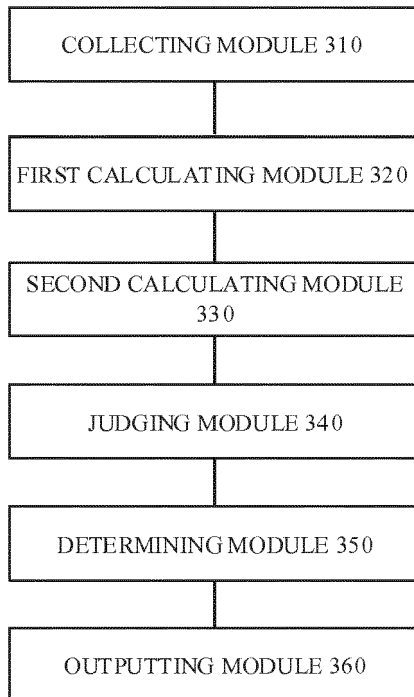 COLLECTING MODULE 310
FIRST CALCULATING MODULE 320
SECOND CALCULATING MODULE
330
JUDGING MODULE 340
DETERMINING MODULE 350
OUTPUTTING MODULE 360